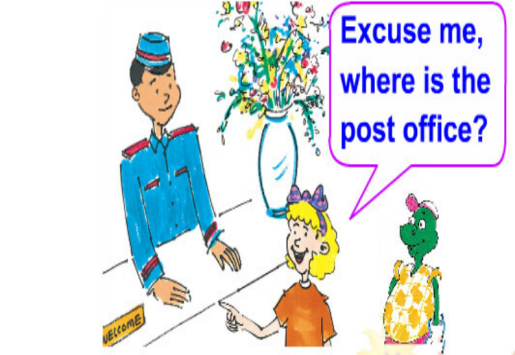 Excuse me,
where is the
post office?
WELCOME